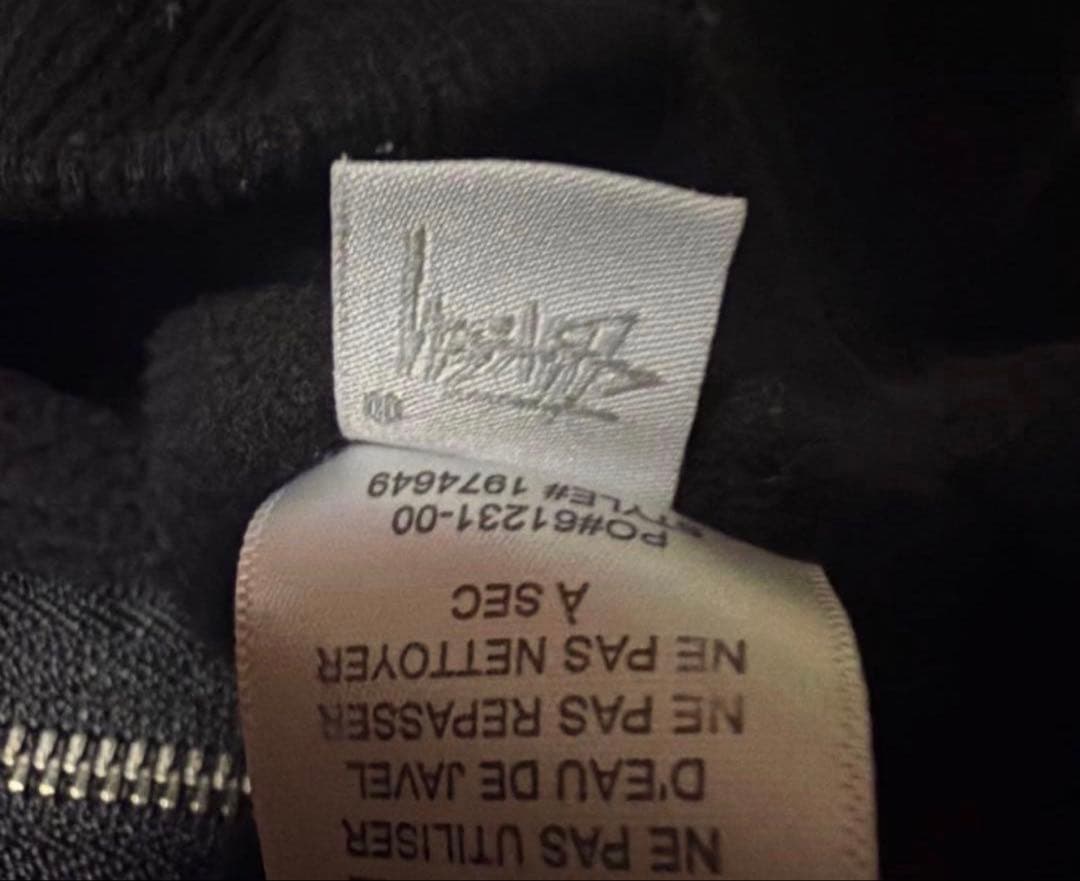 NE PAS UTILISER
D'EAU DE JAVEL
NE PAS REPASSER
NE PAS NETTOYER
À SEC
PO#61231-00
STYLE# 1974649